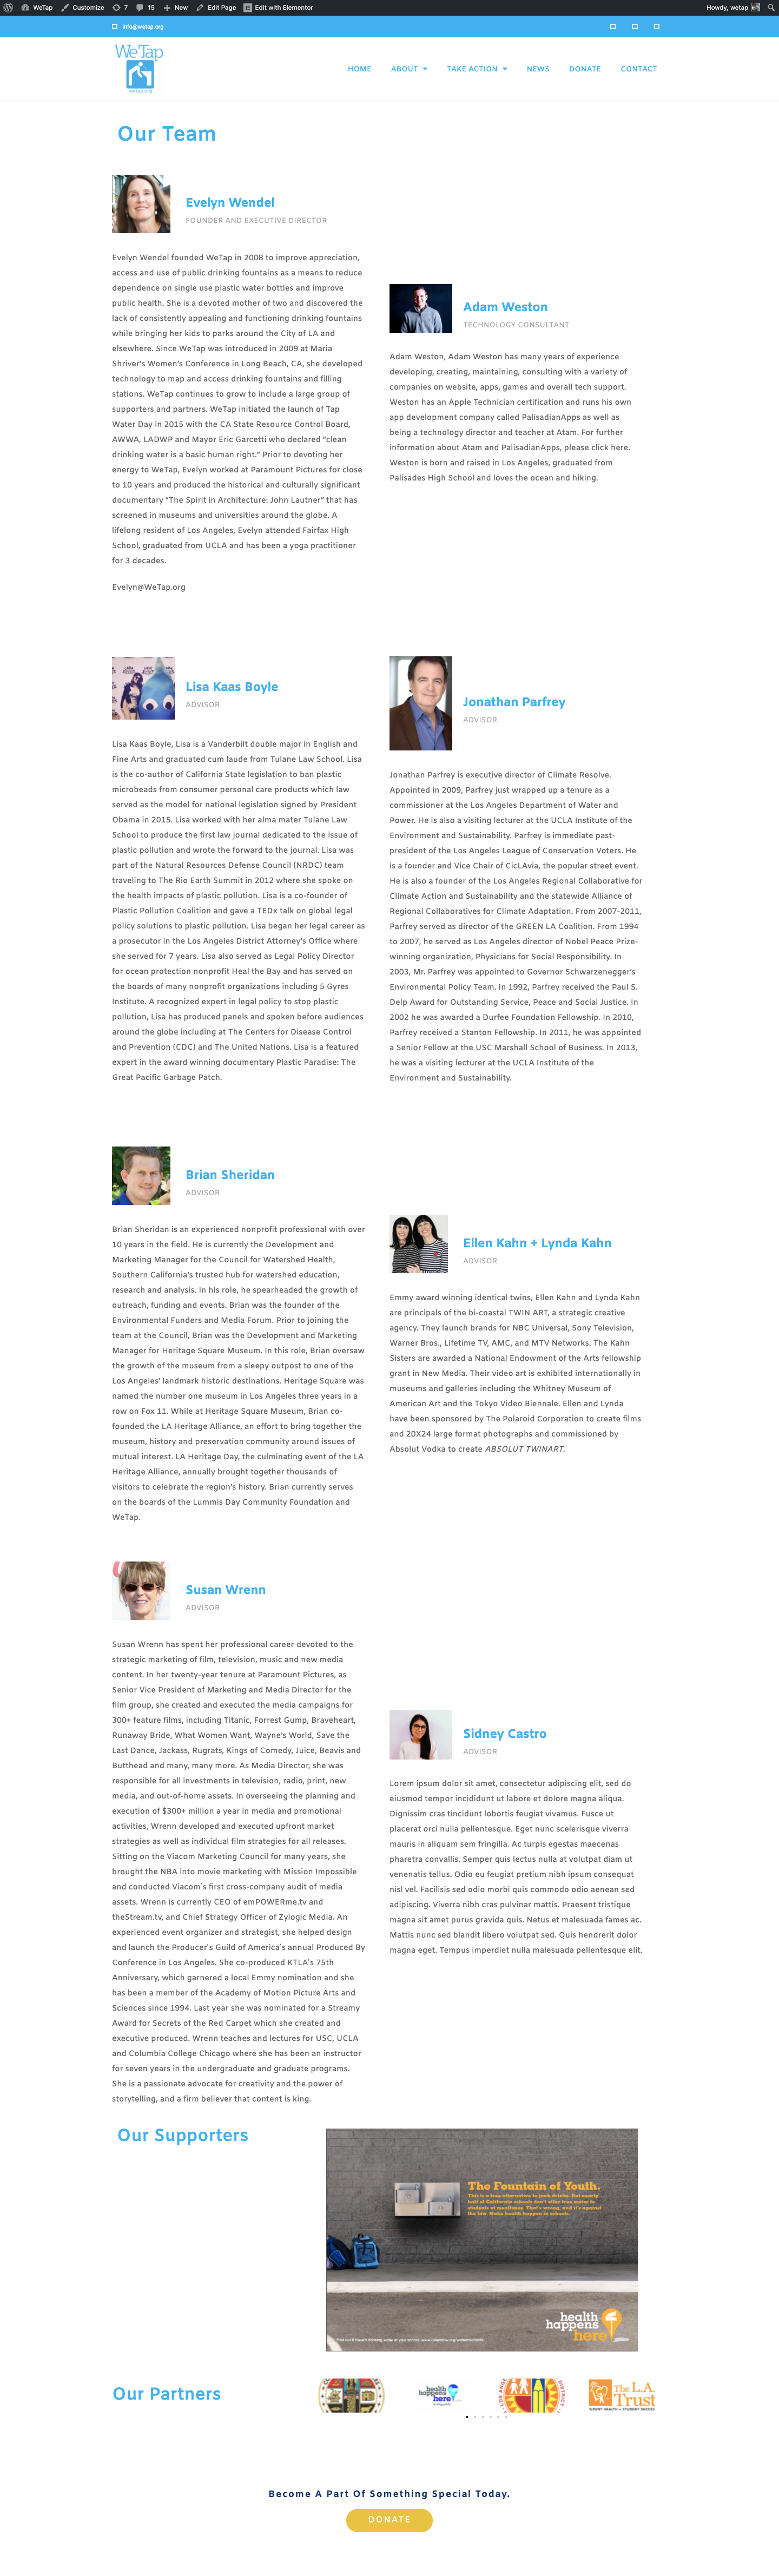 WeTap Customize 7 15 New Edit Page Edit with Elementor Howdy, wetap
info@wetap.org
WeTap
wetap.org
HOME ABOUT TAKE ACTION NEWS DONATE CONTACT
Our Team
Evelyn Wendel
FOUNDER AND EXECUTIVE DIRECTOR
Evelyn Wendel founded WeTap in 2008 to improve appreciation,
access and use of public drinking fountains as a means to reduce
dependence on single use plastic water bottles and improve
public health. She is a devoted mother of two and discovered the
lack of consistently appealing and functioning drinking fountains
while bringing her kids to parks around the City of LA and
elsewhere. Since WeTap was introduced in 2009 at Maria
Shriver's Women's Conference in Long Beach, CA, she developed
technology to map and access drinking fountains and filling
stations. WeTap continues to grow to include a large group of
supporters and partners. WeTap initiated the launch of Tap
Water Day in 2015 with the CA State Resource Control Board,
AWWA, LADWP and Mayor Eric Garcetti who declared "clean
drinking water is a basic human right." Prior to devoting her
energy to WeTap, Evelyn worked at Paramount Pictures for close
to 10 years and produced the historical and culturally significant
documentary "The Spirit in Architecture: John Lautner" that has
screened in museums and universities around the globe. A
lifelong resident of Los Angeles, Evelyn attended Fairfax High
School, graduated from UCLA and has been a yoga practitioner
for 3 decades.
Evelyn@WeTap.org
Adam Weston
TECHNOLOGY CONSULTANT
Adam Weston, Adam Weston has many years of experience
developing, creating, maintaining, consulting with a variety of
companies on website, apps, games and overall tech support.
Weston has an Apple Technician certification and runs his own
app development company called PalisadianApps as well as
being a technology director and teacher at Atam. For further
information about Atam and PalisadianApps, please click here.
Weston is born and raised in Los Angeles, graduated from
Palisades High School and loves the ocean and hiking.
Lisa Kaas Boyle
ADVISOR
Lisa Kaas Boyle, Lisa is a Vanderbilt double major in English and
Fine Arts and graduated cum laude from Tulane Law School. Lisa
is the co-author of California State legislation to ban plastic
microbeads from consumer personal care products which law
served as the model for national legislation signed by President
Obama in 2015. Lisa worked with her alma mater Tulane Law
School to produce the first law journal dedicated to the issue of
plastic pollution and wrote the forward to the journal. Lisa was
part of the Natural Resources Defense Council (NRDC) team
traveling to The Rio Earth Summit in 2012 where she spoke on
the health impacts of plastic pollution. Lisa is a co-founder of
Plastic Pollution Coalition and gave a TEDx talk on global legal
policy solutions to plastic pollution. Lisa began her legal career as
a prosecutor in the Los Angeles District Attorney's Office where
she served for 7 years. Lisa also served as Legal Policy Director
for ocean protection nonprofit Heal the Bay and has served on
the boards of many nonprofit organizations including 5 Gyres
Institute. A recognized expert in legal policy to stop plastic
pollution, Lisa has produced panels and spoken before audiences
around the globe including at The Centers for Disease Control
and Prevention (CDC) and The United Nations. Lisa is a featured
expert in the award winning documentary Plastic Paradise: The
Great Pacific Garbage Patch.
Jonathan Parfrey
ADVISOR
Jonathan Parfrey is executive director of Climate Resolve.
Appointed in 2009, Parfrey just wrapped up a tenure as a
commissioner at the Los Angeles Department of Water and
Power. He is also a visiting lecturer at the UCLA Institute of the
Environment and Sustainability. Parfrey is immediate past-
president of the Los Angeles League of Conservation Voters. He
is a founder and Vice Chair of CicLAvia, the popular street event.
He is also a founder of the Los Angeles Regional Collaborative for
Climate Action and Sustainability and the statewide Alliance of
Regional Collaboratives for Climate Adaptation. From 2007-2011,
Parfrey served as director of the GREEN LA Coalition. From 1994
to 2007, he served as Los Angeles director of Nobel Peace Prize-
winning organization, Physicians for Social Responsibility. In
2003, Mr. Parfrey was appointed to Governor Schwarzenegger's
Environmental Policy Team. In 1992, Parfrey received the Paul S.
Delp Award for Outstanding Service, Peace and Social Justice. In
2002 he was awarded a Durfee Foundation Fellowship. In 2010,
Parfrey received a Stanton Fellowship. In 2011, he was appointed
a Senior Fellow at the USC Marshall School of Business. In 2013,
he was a visiting lecturer at the UCLA Institute of the
Environment and Sustainability.
Brian Sheridan
ADVISOR
Brian Sheridan is an experienced nonprofit professional with over
10 years in the field. He is currently the Development and
Marketing Manager for the Council for Watershed Health,
Southern California's trusted hub for watershed education,
research and analysis. In his role, he spearheaded the growth of
outreach, funding and events. Brian was the founder of the
Environmental Funders and Media Forum. Prior to joining the
team at the Council, Brian was the Development and Marketing
Manager for Heritage Square Museum. In this role, Brian oversaw
the growth of the museum from a sleepy outpost to one of the
Los Angeles' landmark historic destinations. Heritage Square was
named the number one museum in Los Angeles three years in a
row on Fox 11. While at Heritage Square Museum, Brian co-
founded the LA Heritage Alliance, an effort to bring together the
museum, history and preservation community around issues of
mutual interest. LA Heritage Day, the culminating event of the LA
Heritage Alliance, annually brought together thousands of
visitors to celebrate the region's history. Brian currently serves
on the boards of the Lummis Day Community Foundation and
WeTap.
Ellen Kahn + Lynda Kahn
ADVISOR
Emmy award winning identical twins, Ellen Kahn and Lynda Kahn
are principals of the bi-coastal TWIN ART, a strategic creative
agency. They launch brands for NBC Universal, Sony Television,
Warner Bros., Lifetime TV, AMC, and MTV Networks. The Kahn
Sisters are awarded a National Endowment of the Arts fellowship
grant in New Media. Their video art is exhibited internationally in
museums and galleries including the Whitney Museum of
American Art and the Tokyo Video Biennale. Ellen and Lynda
have been sponsored by The Polaroid Corporation to create films
and 20X24 large format photographs and commissioned by
Absolut Vodka to create ABSOLUT TWINART.
Susan Wrenn
ADVISOR
Susan Wrenn has spent her professional career devoted to the
strategic marketing of film, television, music and new media
content. In her twenty-year tenure at Paramount Pictures, as
Senior Vice President of Marketing and Media Director for the
film group, she created and executed the media campaigns for
300+ feature films, including Titanic, Forrest Gump, Braveheart,
Runaway Bride, What Women Want, Wayne's World, Save the
Last Dance, Jackass, Rugrats, Kings of Comedy, Juice, Beavis and
Butthead and many, many more. As Media Director, she was
responsible for all investments in television, radio, print, new
media, and out-of-home assets. In overseeing the planning and
execution of $300+ million a year in media and promotional
activities, Wrenn developed and executed upfront market
strategies as well as individual film strategies for all releases.
Sitting on the Viacom Marketing Council for many years, she
brought the NBA into movie marketing with Mission Impossible
and conducted Viacom's first cross-company audit of media
assets. Wrenn is currently CEO of emPOWERme.tv and
theStream.tv, and Chief Strategy Officer of Zylogic Media. An
experienced event organizer and strategist, she helped design
and launch the Producer's Guild of America's annual Produced By
Conference in Los Angeles. She co-produced KTLA's 75th
Anniversary, which garnered a local Emmy nomination and she
has been a member of the Academy of Motion Picture Arts and
Sciences since 1994. Last year she was nominated for a Streamy
Award for Secrets of the Red Carpet which she created and
executive produced. Wrenn teaches and lectures for USC, UCLA
and Columbia College Chicago where she has been an instructor
for seven years in the undergraduate and graduate programs.
She is a passionate advocate for creativity and the power of
storytelling, and a firm believer that content is king.
Sidney Castro
ADVISOR
Lorem ipsum dolor sit amet, consectetur adipiscing elit, sed do
eiusmod tempor incididunt ut labore et dolore magna aliqua.
Dignissim cras tincidunt lobortis feugiat vivamus. Fusce ut
placerat orci nulla pellentesque. Eget nunc scelerisque viverra
mauris in aliquam sem fringilla. Ac turpis egestas maecenas
pharetra convallis. Semper quis lectus nulla at volutpat diam ut
venenatis tellus. Odio eu feugiat pretium nibh ipsum consequat
nisl vel. Facilisis sed odio morbi quis commodo odio aenean sed
adipiscing. Viverra nibh cras pulvinar mattis. Praesent tristique
magna sit amet purus gravida quis. Netus et malesuada fames ac.
Mattis nunc sed blandit libero volutpat sed. Quis hendrerit dolor
magna eget. Tempus imperdiet nulla malesuada pellentesque elit.
Our Supporters
The Fountain of Youth.
This is a free alternative to junk drinks. But nearly
half of California schools don't offer free water to
students at mealtimes. That's wrong, and it's against
the law. Make health happen in schools.
health
happens
here
Our Partners
health
happens
here
DISTRICT
The L.A.
Trust
STUDENT HEALTH = STUDENT SUCCESS
Become A Part Of Something Special Today.
DONATE